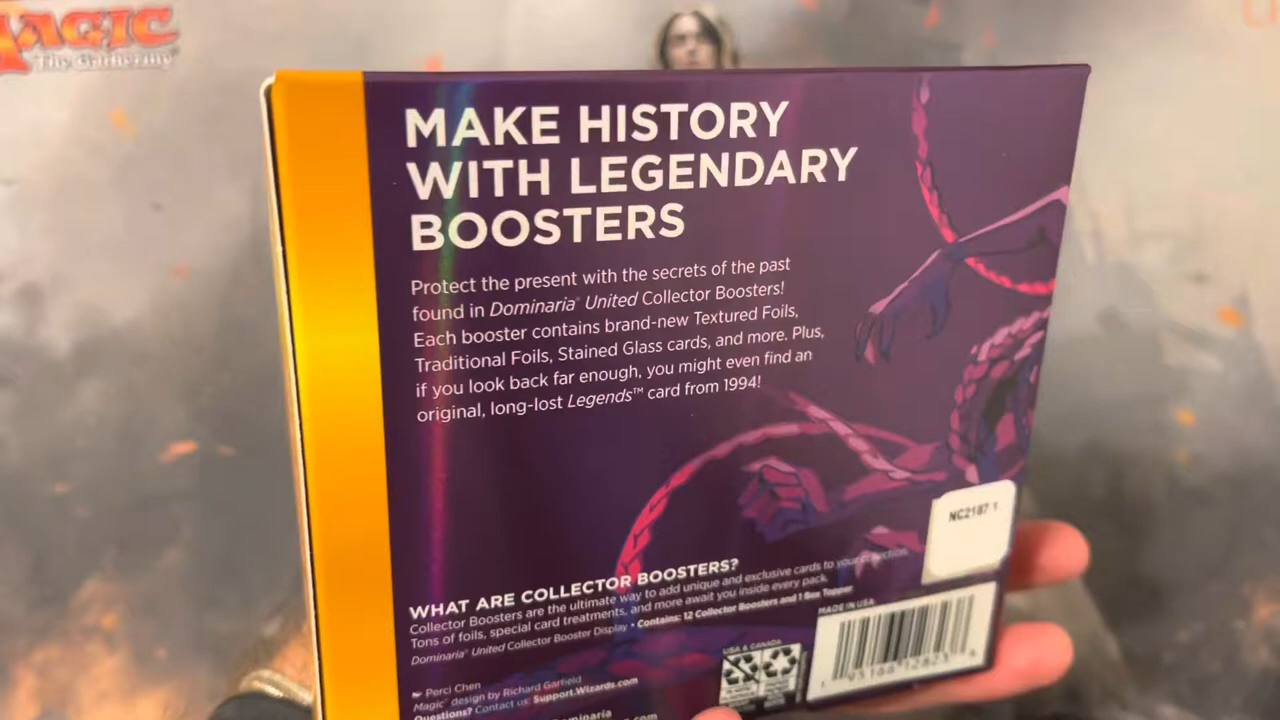 MAGIC
The Gathering
MAKE HISTORY
WITH LEGENDARY
BOOSTERS
Protect the present with the secrets of the past
found in Dominaria® United Collector Boosters!
Each booster contains brand-new Textured Foils,
Traditional Foils, Stained Glass cards, and more. Plus,
if you look back far enough, you might even find an
original, long-lost Legends™ card from 1994!
NC2187 1
WHAT ARE COLLECTOR BOOSTERS?
Collector Boosters are the ultimate way to add unique and exclusive cards to your collection.
Tons of foils, special card treatments, and more await you inside every pack.
Dominaria® United Collector Booster Display • Contains: 12 Collector Boosters and 1 Box Topper
MADE IN USA
USA & CANADA
Perci Chen
Magic® design by Richard Garfield
Questions? Contact us: Support.Wizards.com